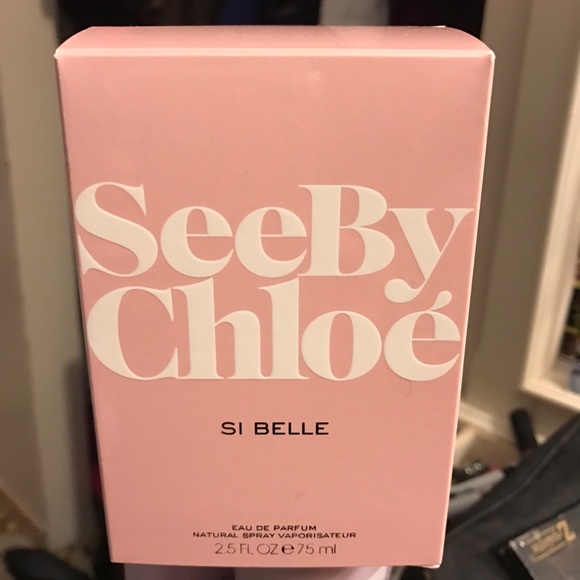 SeeBy
Chloé
SI BELLE
EAU DE PARFUM
NATURAL SPRAY VAPORISATEUR
2.5 FL OZ ℮ 75 ml